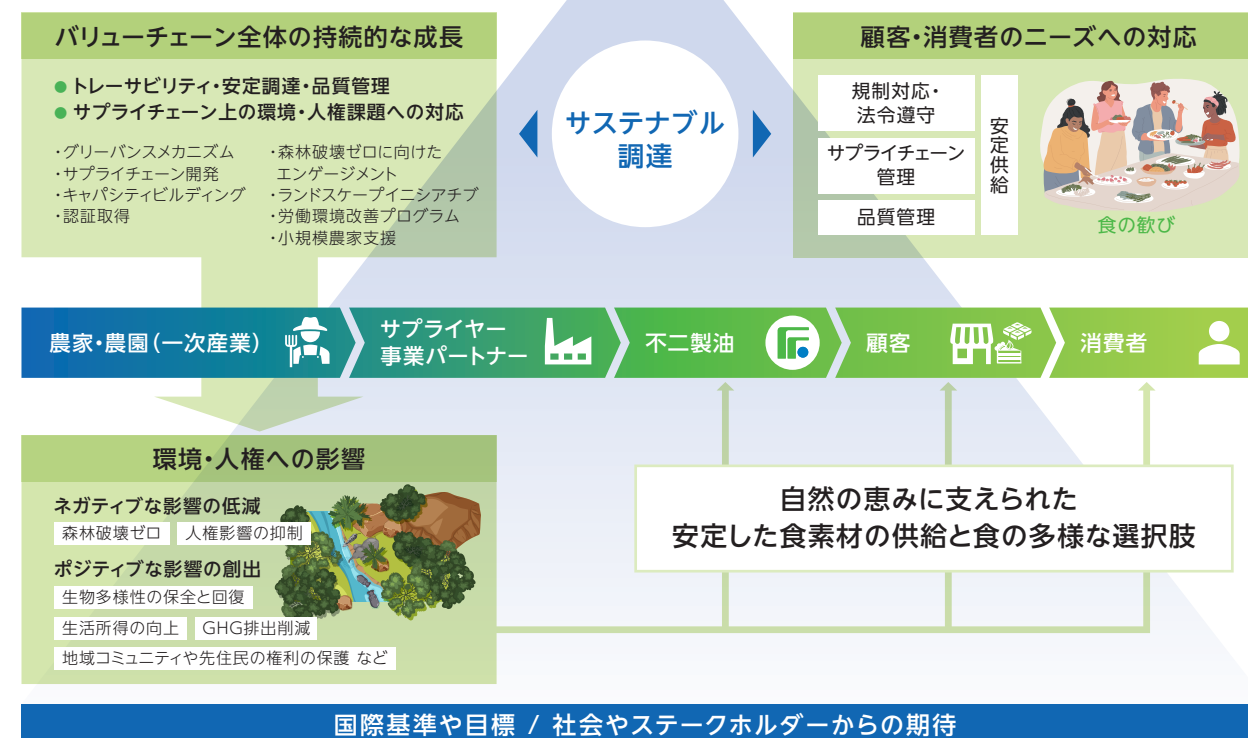 バリューチェーン全体の持続的な成長
● トレーサビリティ・安定調達・品質管理
● サプライチェーン上の環境・人権課題への対応
・グリーバンスメカニズム
・サプライチェーン開発
・キャパシティビルディング
・認証取得
・森林破壊ゼロに向けた
エンゲージメント
・ランドスケープイニシアチブ
・労働環境改善プログラム
・小規模農家支援
サステナブル
調達
顧客・消費者のニーズへの対応
規制対応・
法令遵守
サプライチェーン
管理
品質管理
安定供給
食の歓び
農家・農園（一次産業）
サプライヤー
事業パートナー
不二製油
顧客
消費者
環境・人権への影響
ネガティブな影響の低減
森林破壊ゼロ 人権影響の抑制
ポジティブな影響の創出
生物多様性の保全と回復
生活所得の向上 GHG排出削減
地域コミュニティや先住民の権利の保護 など
自然の恵みに支えられた
安定した食素材の供給と食の多様な選択肢
国際基準や目標 / 社会やステークホルダーからの期待